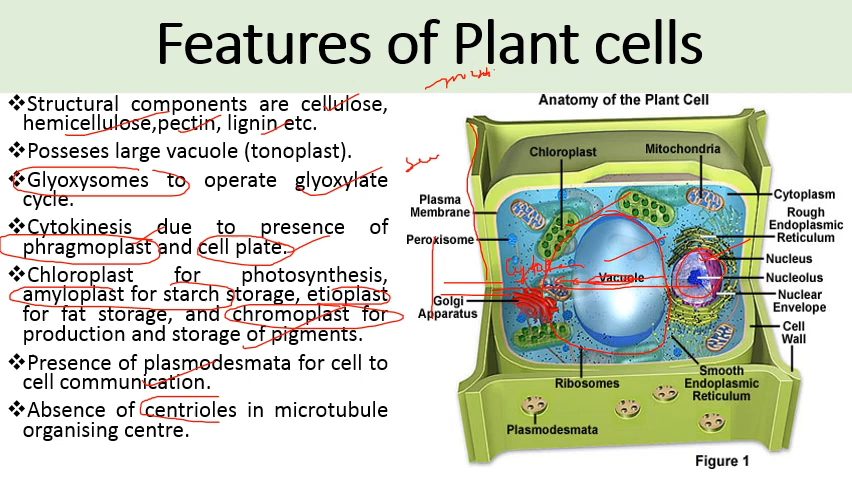 Features of Plant cells
❖Structural components are cellulose,
hemicellulose,pectin, lignin etc.
❖Posseses large vacuole (tonoplast).
❖Glyoxysomes to operate glyoxylate
cycle.
❖Cytokinesis due to presence of
phragmoplast and cell plate.
❖Chloroplast for photosynthesis,
amyloplast for starch storage, etioplast
for fat storage, and chromoplast for
production and storage of pigments.
❖Presence of plasmodesmata for cell to
cell communication.
❖Absence of centrioles in microtubule
organising centre.
Anatomy of the Plant Cell
Chloroplast
Mitochondria
Plasma
Membrane
Cytoplasm
Rough
Endoplasmic
Reticulum
Peroxisome
Nucleus
Vacuole
Nucleolus
Golgi
Apparatus
Nuclear
Envelope
Cell
Wall
Ribosomes
Smooth
Endoplasmic
Reticulum
Plasmodesmata
Figure 1